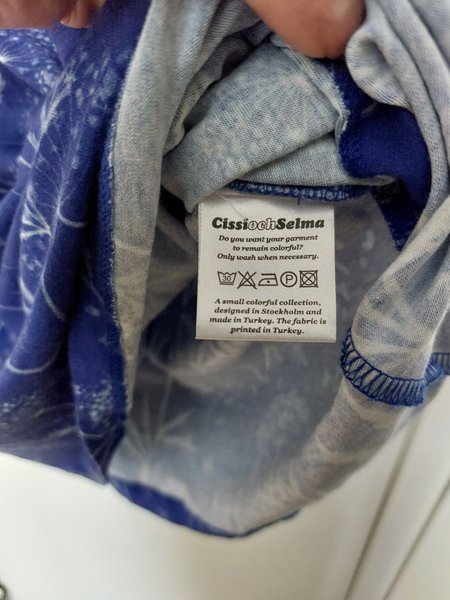 CissiochSelma
Do you want your garment
to remain colorful?
Only wash when necessary.
30 P
A small colorful collection,
designed in Stockholm and
made in Turkey. The fabric is
printed in Turkey.